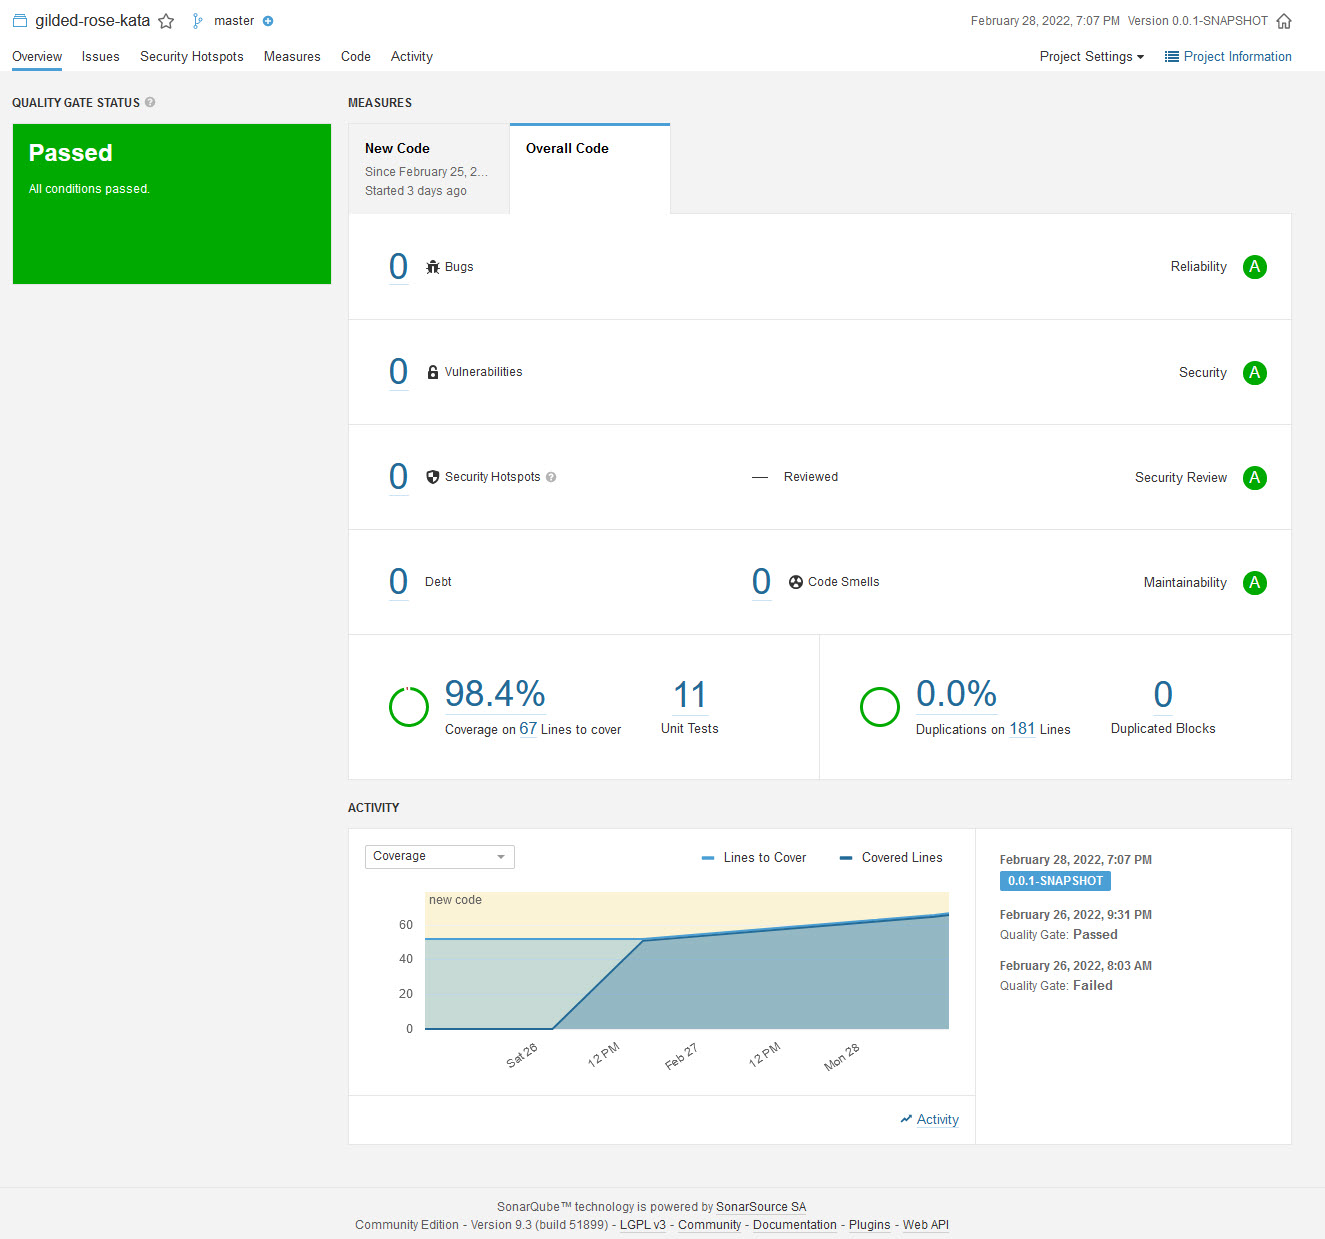 gilded-rose-kata master February 28, 2022, 7:07 PM Version 0.0.1-SNAPSHOT
Overview Issues Security Hotspots Measures Code Activity Project Settings Project Information
QUALITY GATE STATUS ?
Passed
All conditions passed.
MEASURES
New Code
Since February 25, 2...
Started 3 days ago
Overall Code
0 Bugs Reliability A
0 Vulnerabilities Security A
0 Security Hotspots ? — Reviewed Security Review A
0 Debt 0 Code Smells Maintainability A
98.4%
Coverage on 67 Lines to cover
11
Unit Tests
0.0%
Duplications on 181 Lines
0
Duplicated Blocks
ACTIVITY
Coverage
Lines to Cover Covered Lines
new code
60
40
20
0
Sat 26 12 PM Feb 27 12 PM Mon 28
Activity
February 28, 2022, 7:07 PM
0.0.1-SNAPSHOT
February 26, 2022, 9:31 PM
Quality Gate: Passed
February 26, 2022, 8:03 AM
Quality Gate: Failed
SonarQube™ technology is powered by SonarSource SA
Community Edition - Version 9.3 (build 51899) - LGPL v3 - Community - Documentation - Plugins - Web API